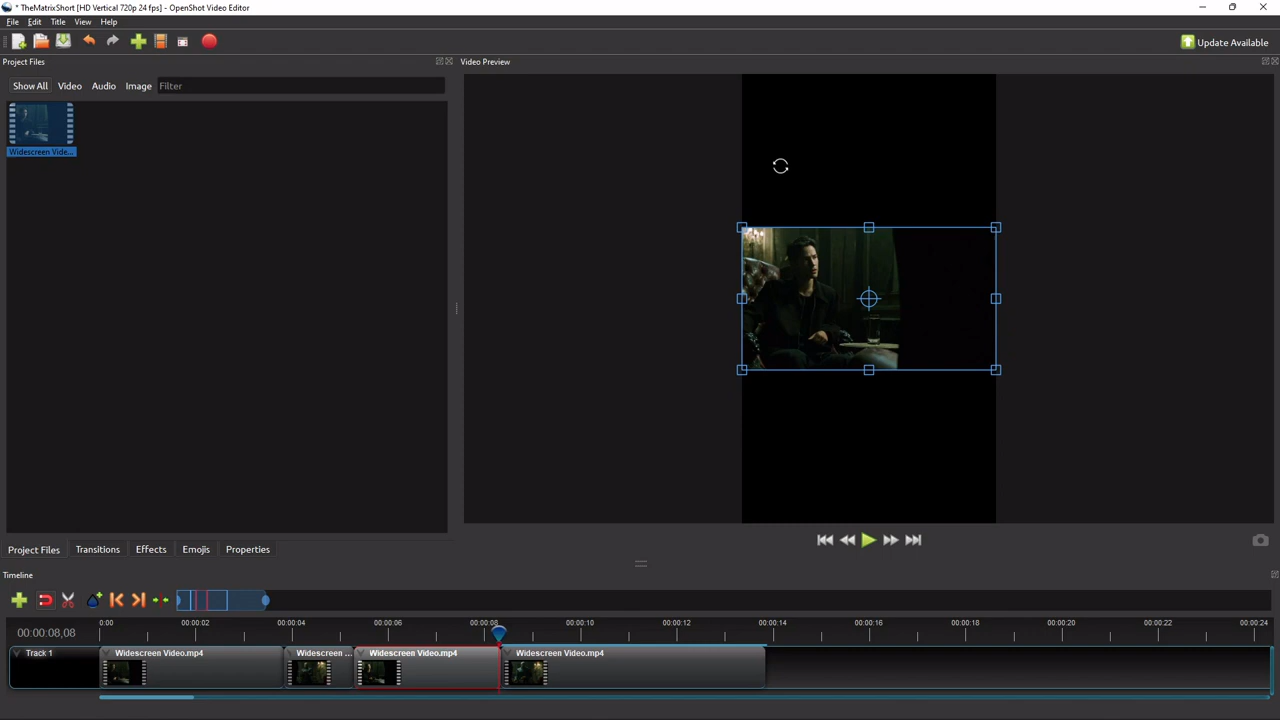 * TheMatrixShort [HD Vertical 720p 24 fps] - OpenShot Video Editor
File Edit Title View Help
Update Available
Project Files
Video Preview
Show All Video Audio Image Filter
Widescreen Vide...
Project Files Transitions Effects Emojis Properties
Timeline
00:00:08,08
0:00 00:00:02 00:00:04 00:00:06 00:00:08 00:00:10 00:00:12 00:00:14 00:00:16 00:00:18 00:00:20 00:00:22 00:00:24
Track 1 Widescreen Video.mp4 Widescreen ... Widescreen Video.mp4 Widescreen Video.mp4